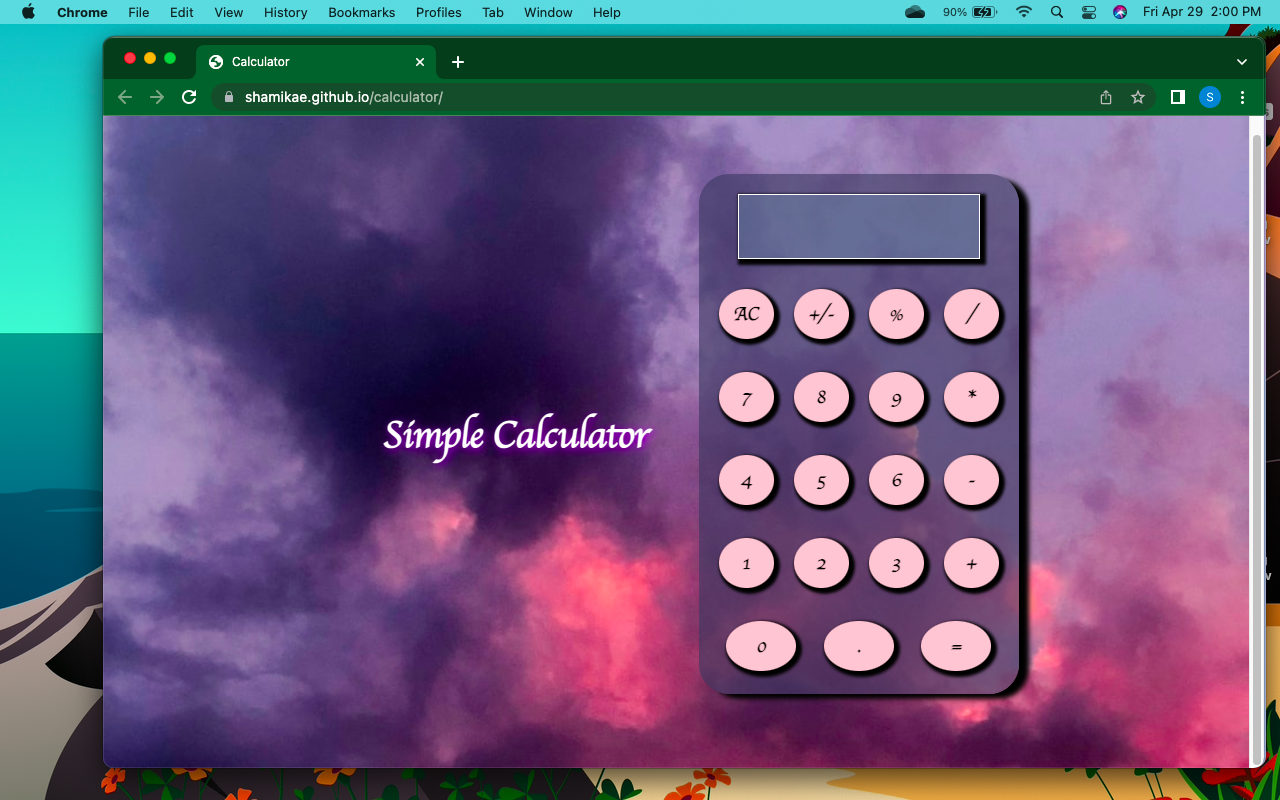 Chrome File Edit View History Bookmarks Profiles Tab Window Help 90% Fri Apr 29 2:00 PM
Calculator
shamikae.github.io/calculator/
S
AC +/- % /
7 8 9 *
Simple Calculator
4 5 6 -
1 2 3 +
0 . =